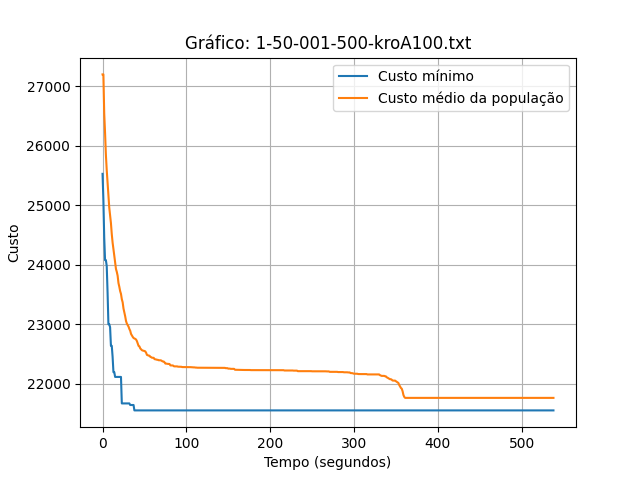 Gráfico: 1-50-001-500-kroA100.txt
Custo mínimo
Custo médio da população
Custo
27000
26000
25000
24000
23000
22000
0 100 200 300 400 500
Tempo (segundos)